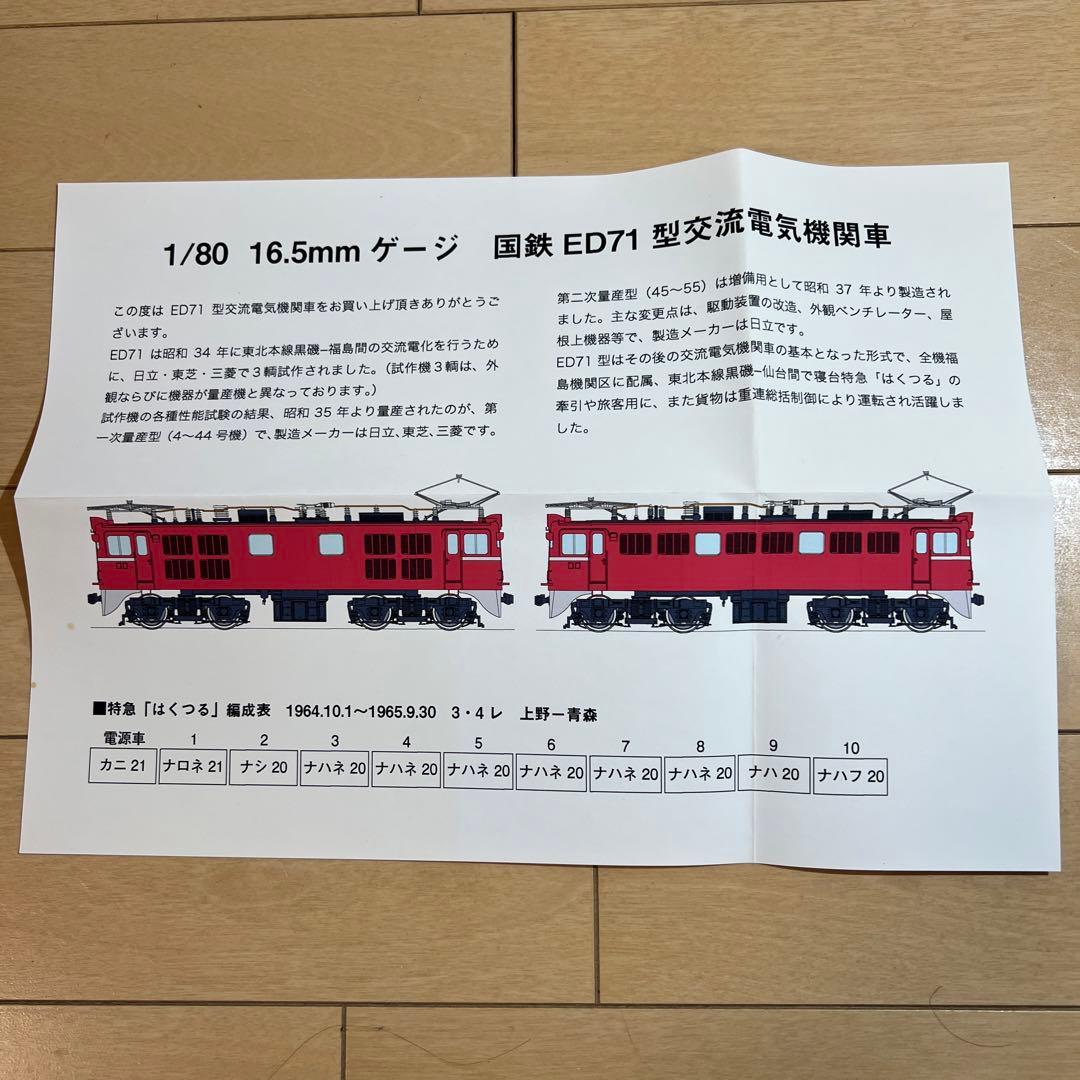 1/80 16.5mm ゲージ 国鉄 ED71 型交流電気機関車
この度は ED71 型交流電気機関車をお買い上げ頂きありがとうご
ざいます。
ED71 は昭和 34 年に東北本線黒磯–福島間の交流電化を行うため
に、日立・東芝・三菱で3輌試作されました。(試作機3輌は、外
観ならびに機器が量産機と異なっております。)
試作機の各種性能試験の結果、昭和 35 年より量産されたのが、第
一次量産型(4〜44 号機)で、製造メーカーは日立、東芝、三菱です。
第二次量産型(45〜55)は増備用として昭和 37 年より製造され
ました。主な変更点は、駆動装置の改造、外観ベンチレーター、屋
根上機器等で、製造メーカーは日立です。
ED71 型はその後の交流電気機関車の基本となった形式で、全機福
島機関区に配属、東北本線黒磯–仙台間で寝台特急「はくつる」の
牽引や旅客用に、また貨物は重連総括制御により運転され活躍しま
した。
■特急「はくつる」編成表 1964.10.1〜1965.9.30 3・4レ 上野ー青森
電源車 1 2 3 4 5 6 7 8 9 10
カニ 21 ナロネ 21 ナシ 20 ナハネ 20 ナハネ 20 ナハネ 20 ナハネ 20 ナハネ 20 ナハネ 20 ナハ 20 ナハフ 20